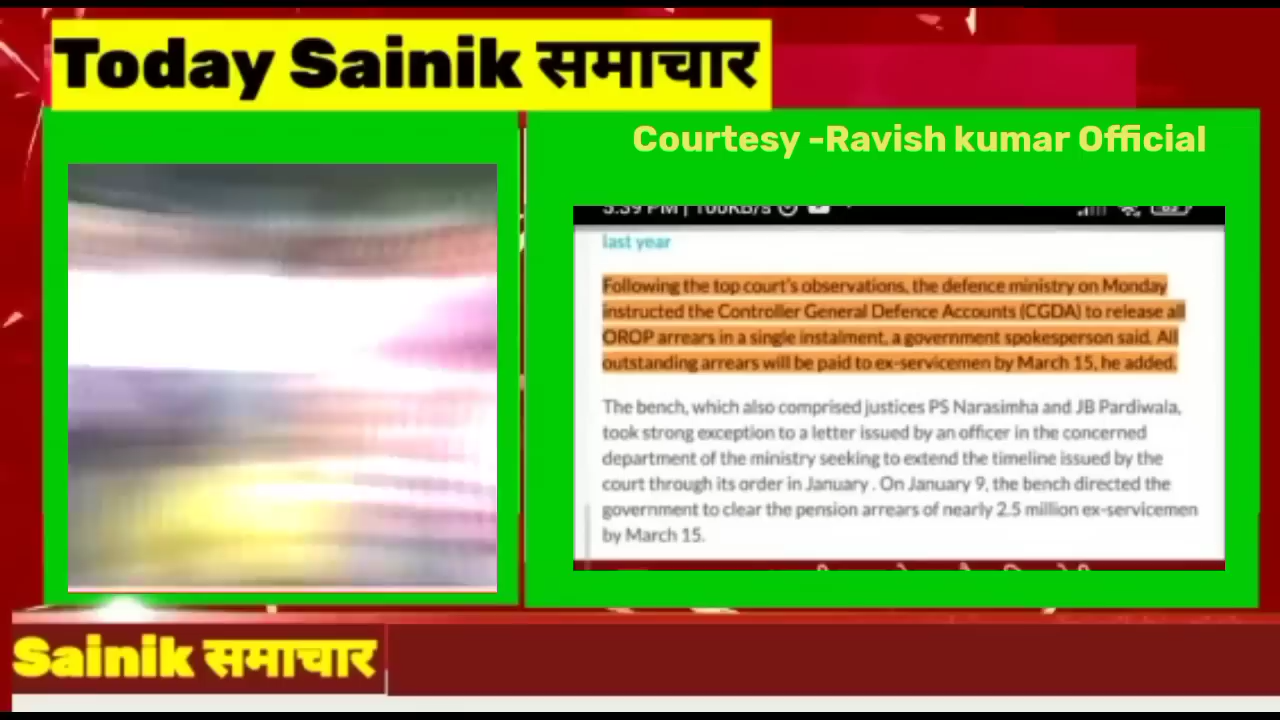 Today Sainik समाचार
Courtesy -Ravish kumar Official
5:39 PM | 100KB/s
last year
Following the top court's observations, the defence ministry on Monday
instructed the Controller General Defence Accounts (CGDA) to release all
OROP arrears in a single instalment, a government spokesperson said. All
outstanding arrears will be paid to ex-servicemen by March 15, he added.
The bench, which also comprised justices PS Narasimha and JB Pardiwala,
took strong exception to a letter issued by an officer in the concerned
department of the ministry seeking to extend the timeline issued by the
court through its order in January. On January 9, the bench directed the
government to clear the pension arrears of nearly 2.5 million ex-servicemen
by March 15.
Sainik समाचार